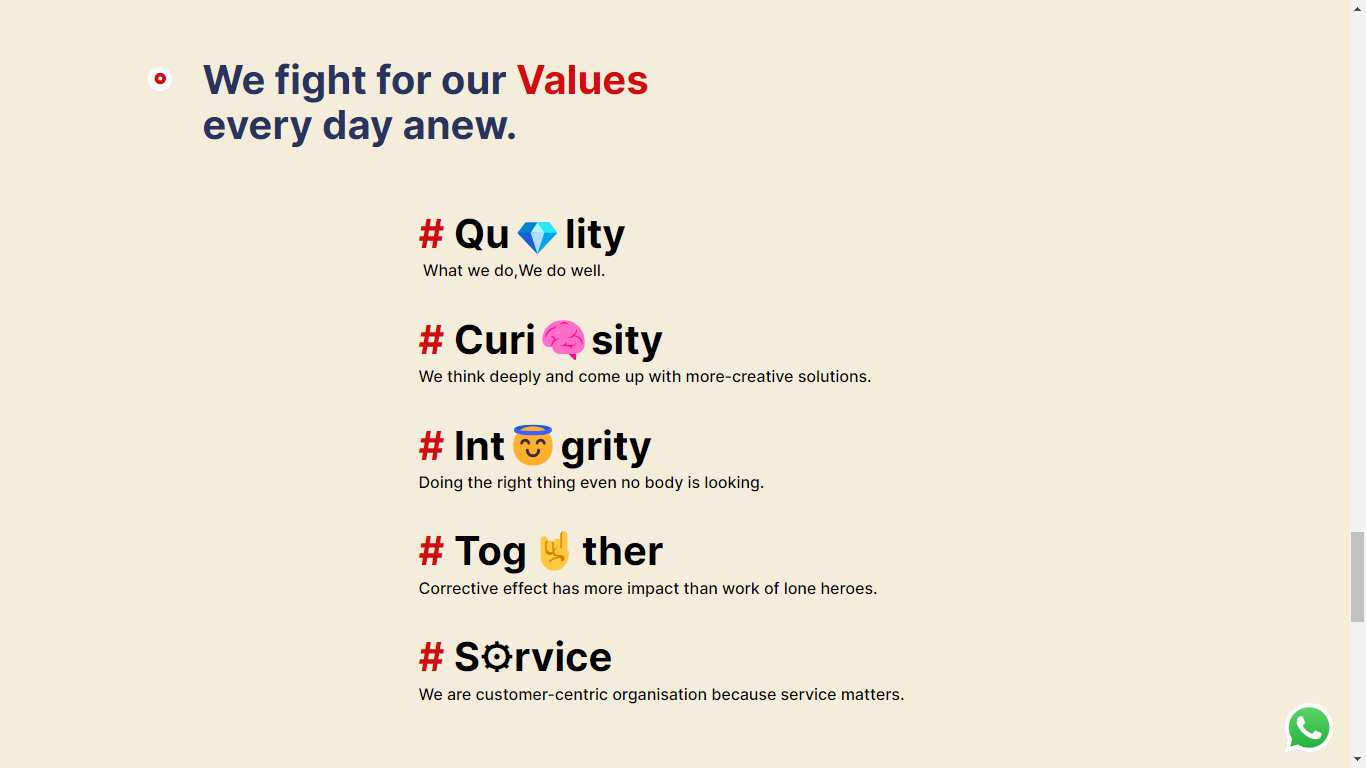 We fight for our Values
every day anew.
# Qu💎lity
What we do,We do well.
# Curi🧠sity
We think deeply and come up with more-creative solutions.
# Int😇grity
Doing the right thing even no body is looking.
# Tog🤘ther
Corrective effect has more impact than work of lone heroes.
# S⚙rvice
We are customer-centric organisation because service matters.